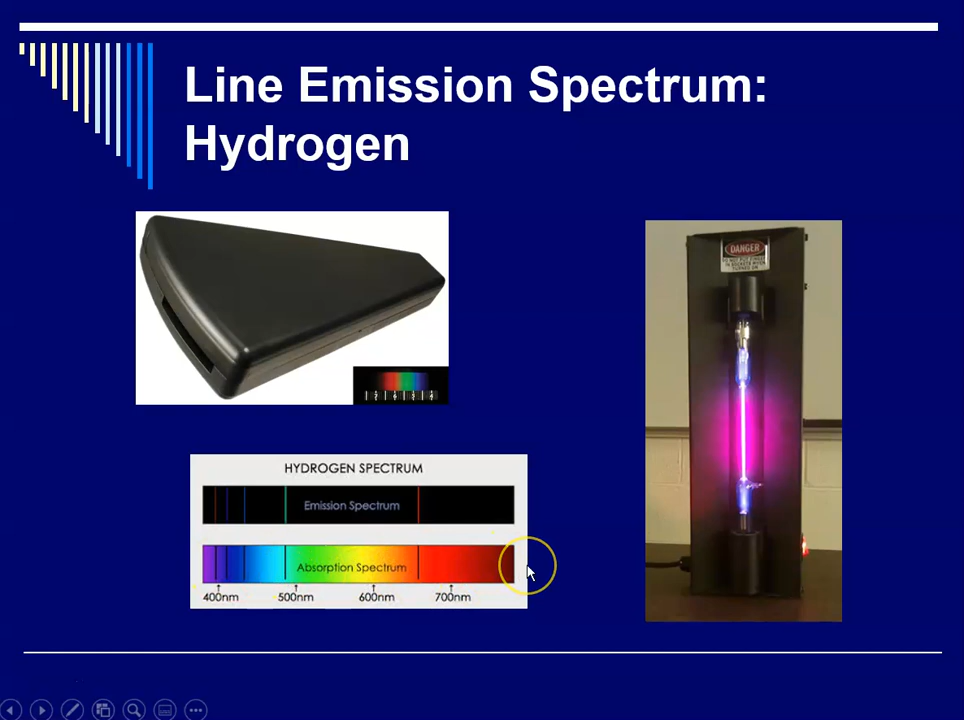 Line Emission Spectrum:
Hydrogen
DANGER
HYDROGEN SPECTRUM
Emission Spectrum
Absorption Spectrum
400nm 500nm 600nm 700nm